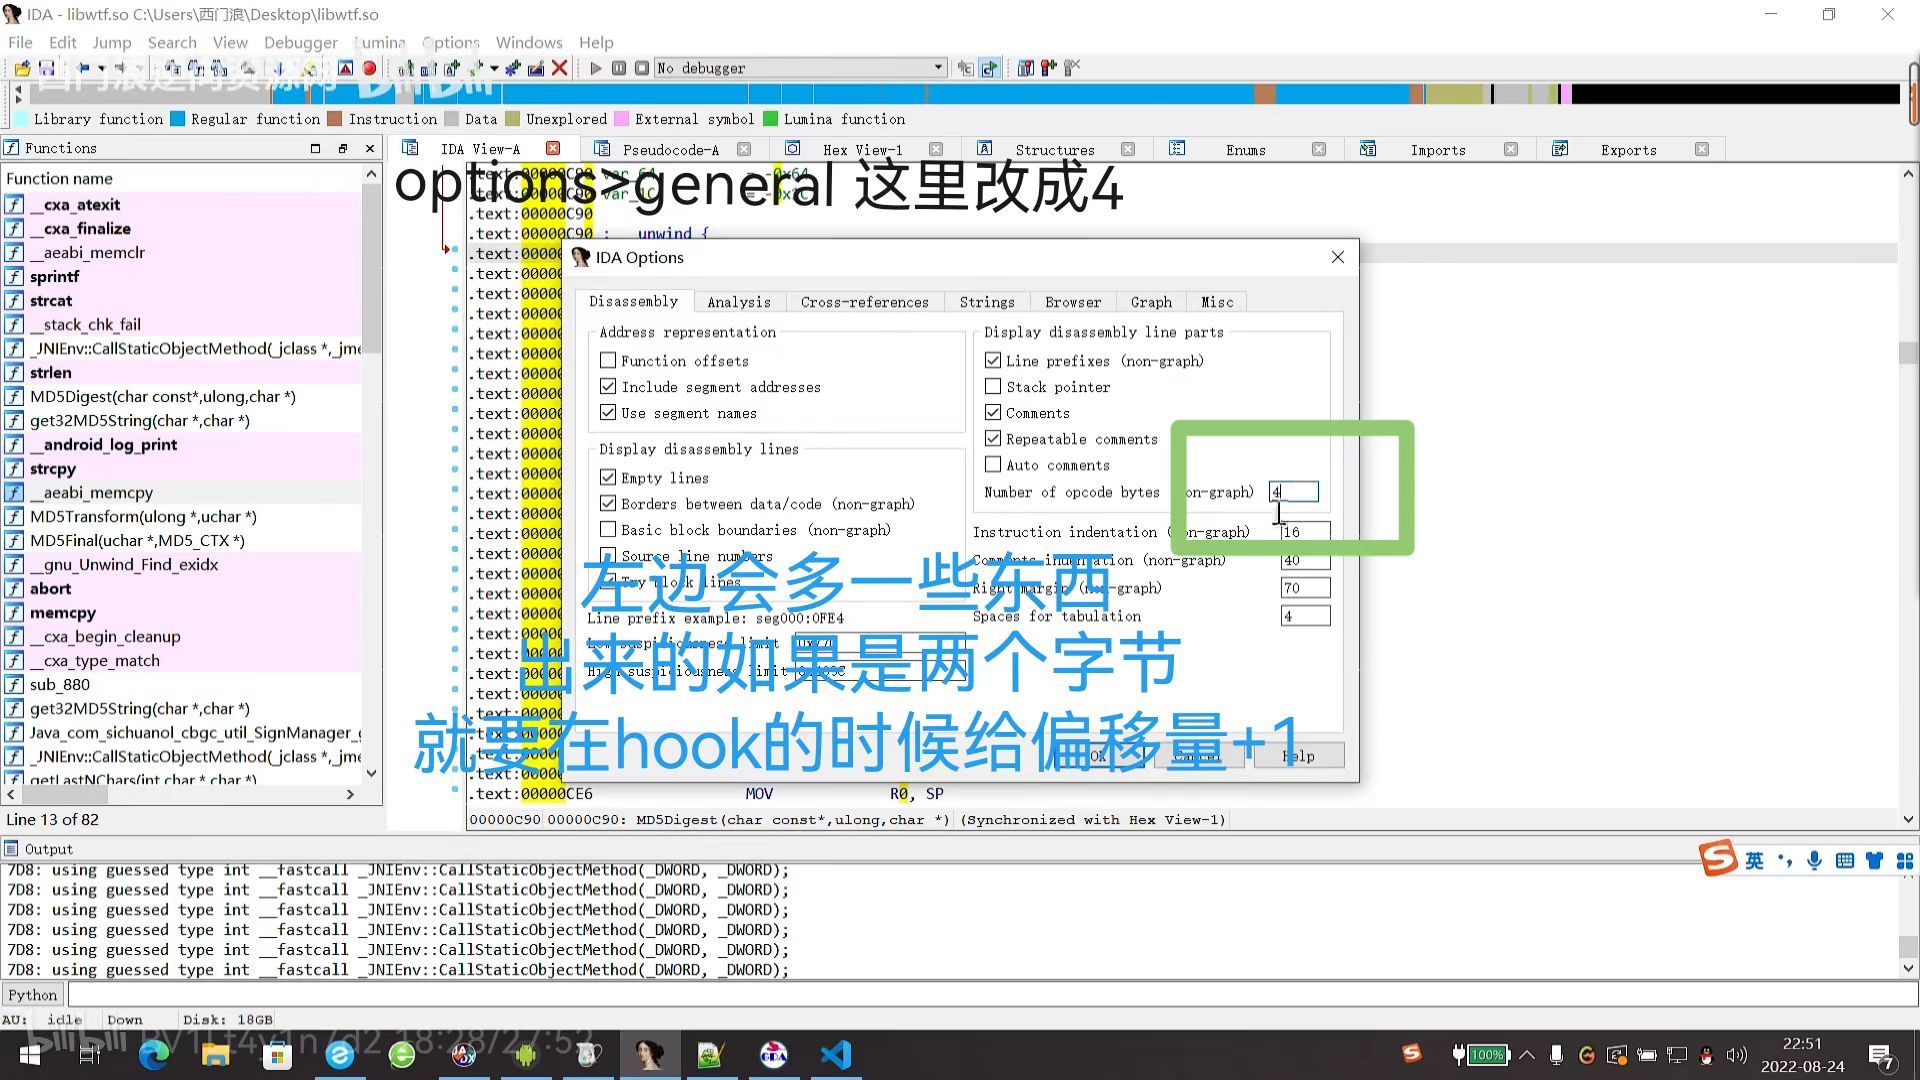 IDA - libwtf.so C:\Users\西门浪\Desktop\libwtf.so
File Edit Jump Search View Debugger Lumina Options Windows Help
No debugger
Library function Regular function Instruction Data Unexplored External symbol Lumina function
Functions
IDA View-A Pseudocode-A Hex View-1 Structures Enums Imports Exports
Function name
__cxa_atexit
__cxa_finalize
__aeabi_memclr
sprintf
strcat
__stack_chk_fail
_JNIEnv::CallStaticObjectMethod(_jclass *,_jme
strlen
MD5Digest(char const*,ulong,char *)
get32MD5String(char *,char *)
__android_log_print
strcpy
__aeabi_memcpy
MD5Transform(ulong *,uchar *)
MD5Final(uchar *,MD5_CTX *)
__gnu_Unwind_Find_exidx
abort
memcpy
__cxa_begin_cleanup
__cxa_type_match
sub_880
get32MD5String(char *,char *)
Java_com_sichuanol_cbgc_util_SignManager_g
_JNIEnv::CallStaticObjectMethod(_jclass *,_jme
getLastNChars(int,char *,char *)
Line 13 of 82
options>general 这里改成4
.text:00000C90
.text:00000C90 ; unwind {
IDA Options
Disassembly Analysis Cross-references Strings Browser Graph Misc
Address representation
Function offsets
Include segment addresses
Use segment names
Display disassembly lines
Empty lines
Borders between data/code (non-graph)
Basic block boundaries (non-graph)
Source line numbers
Try block lines
Line prefix example: seg000:0FE4
Low suspiciousness limit
High suspiciousness limit
Display disassembly line parts
Line prefixes (non-graph)
Stack pointer
Comments
Repeatable comments
Auto comments
Number of opcode bytes (non-graph) 4
Instruction indentation (non-graph) 16
Comments indentation (non-graph) 40
Right margin (non-graph) 70
Spaces for tabulation 4
OK Cancel Help
左边会多一些东西
出来的如果是两个字节
就要在hook的时候给偏移量+1
.text:00000CE6 MOV R0, SP
00000C90 00000C90: MD5Digest(char const*,ulong,char *) (Synchronized with Hex View-1)
Output
7D8: using guessed type int __fastcall _JNIEnv::CallStaticObjectMethod(_DWORD, _DWORD);
7D8: using guessed type int __fastcall _JNIEnv::CallStaticObjectMethod(_DWORD, _DWORD);
7D8: using guessed type int __fastcall _JNIEnv::CallStaticObjectMethod(_DWORD, _DWORD);
7D8: using guessed type int __fastcall _JNIEnv::CallStaticObjectMethod(_DWORD, _DWORD);
7D8: using guessed type int __fastcall _JNIEnv::CallStaticObjectMethod(_DWORD, _DWORD);
7D8: using guessed type int __fastcall _JNIEnv::CallStaticObjectMethod(_DWORD, _DWORD);
英
Python
AU: idle Down Disk: 18GB
100%
22:51
2022-08-24
7